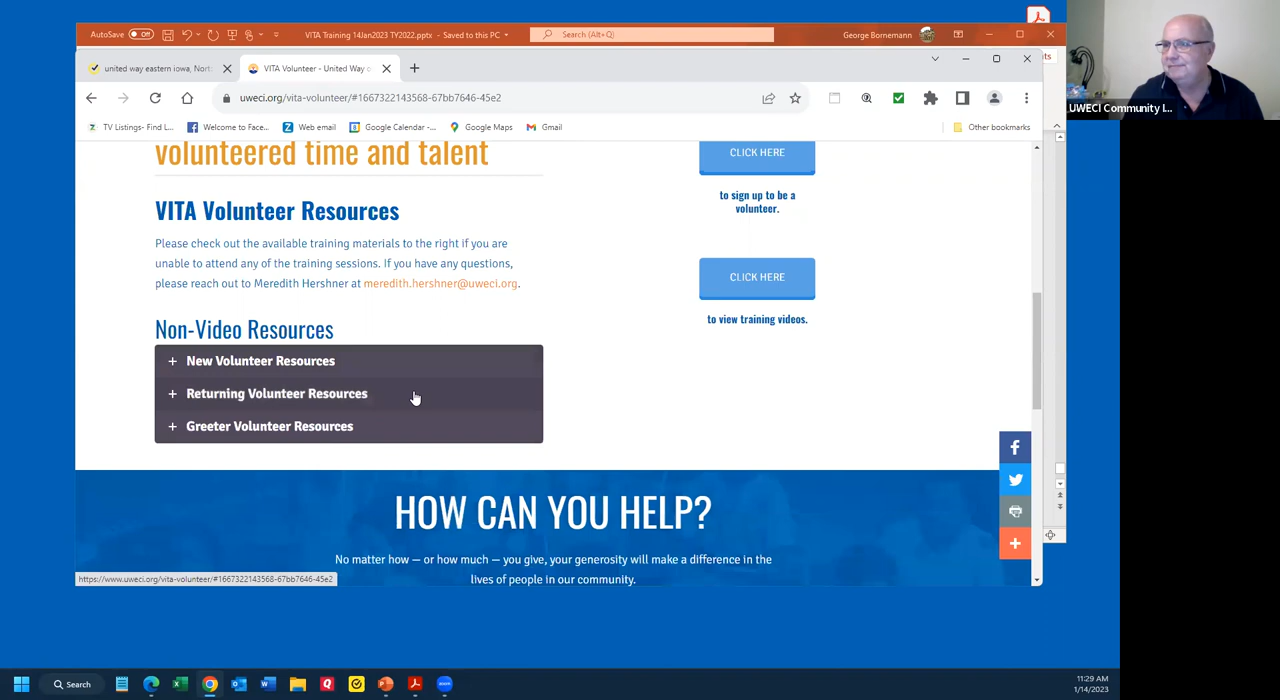 AutoSave
Off
VITA Training 14Jan2023 TY2022.pptx - Saved to this PC
Search (Alt+Q)
George Bornemann
united way eastern iowa, Nort
VITA Volunteer - United Way o
uweci.org/vita-volunteer/#1667322143568-67bb7646-45e2
TV Listings- Find L...
Welcome to Face...
Web email
Google Calendar -...
Google Maps
Gmail
Other bookmarks
volunteered time and talent
VITA Volunteer Resources
Please check out the available training materials to the right if you are
unable to attend any of the training sessions. If you have any questions,
please reach out to Meredith Hershner at meredith.hershner@uweci.org.
Non-Video Resources
+ New Volunteer Resources
+ Returning Volunteer Resources
+ Greeter Volunteer Resources
CLICK HERE
to sign up to be a
volunteer.
CLICK HERE
to view training videos.
HOW CAN YOU HELP?
No matter how — or how much — you give, your generosity will make a difference in the
lives of people in our community.
https://www.uweci.org/vita-volunteer/#1667322143568-67bb7646-45e2
UWECI Community I...
Search
11:29 AM
1/14/2023